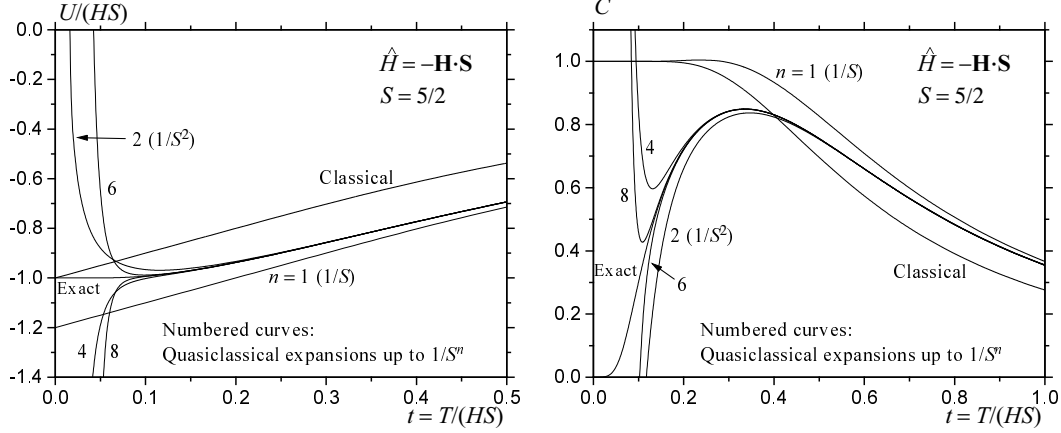 U/(HS)
0.0
-0.2
-0.4
-0.6
-0.8
-1.0
-1.2
-1.4
Ĥ = −H·S
S = 5/2
2 (1/S²)
6
Classical
n = 1 (1/S)
Exact
4 8
Numbered curves:
Quasiclassical expansions up to 1/Sⁿ
0.0 0.1 0.2 0.3 0.4 0.5
t = T/(HS)
C
1.0
0.8
0.6
0.4
0.2
0.0
n = 1 (1/S)
Ĥ = −H·S
S = 5/2
4
8
2 (1/S²)
Exact
6
Classical
Numbered curves:
Quasiclassical expansions up to 1/Sⁿ
0.0 0.2 0.4 0.6 0.8 1.0
t = T/(HS)